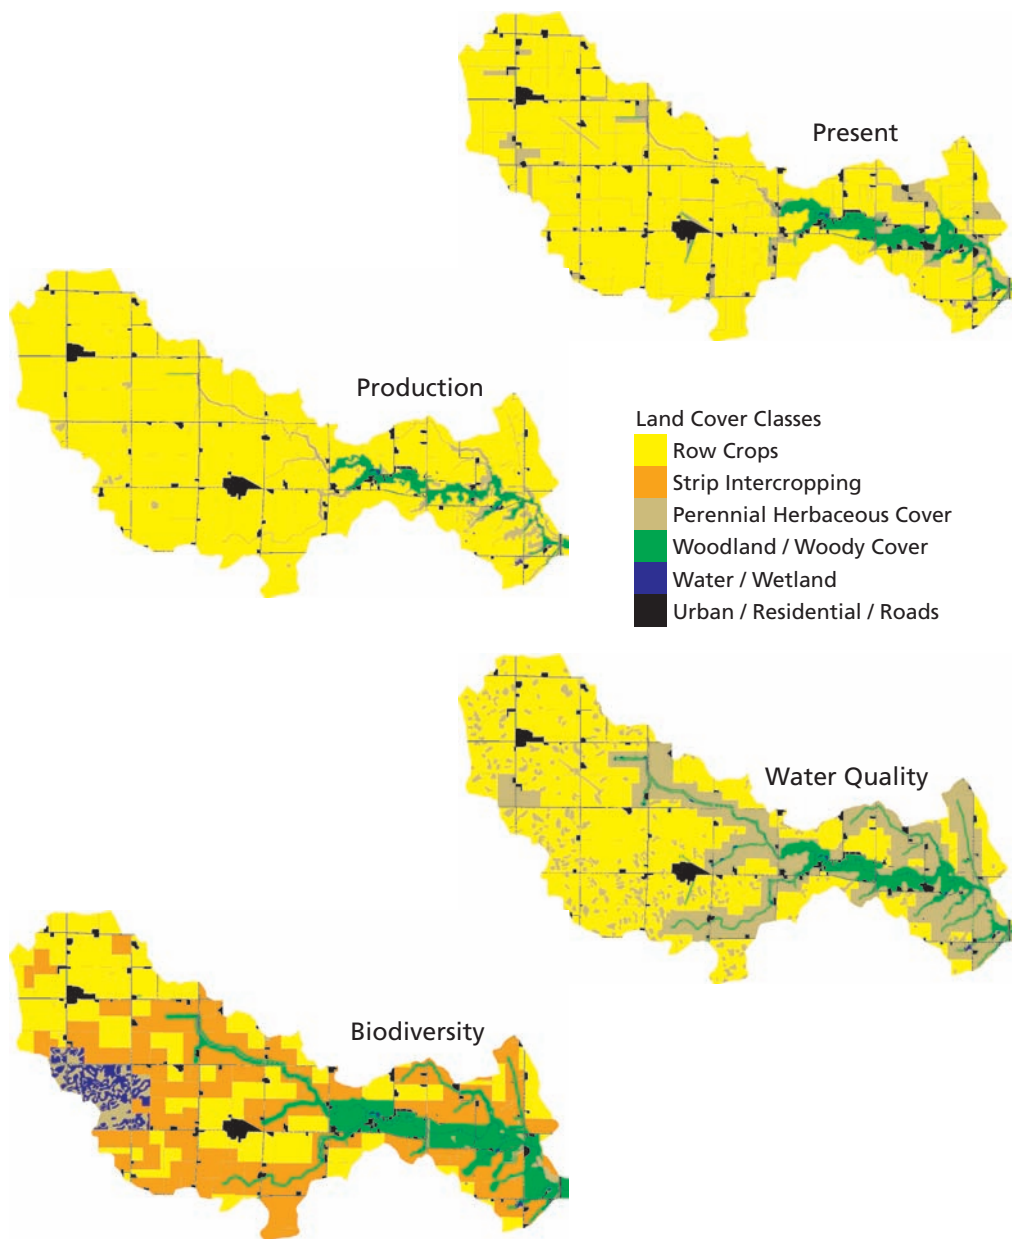 Present
Production
Land Cover Classes
Row Crops
Strip Intercropping
Perennial Herbaceous Cover
Woodland / Woody Cover
Water / Wetland
Urban / Residential / Roads
Water Quality
Biodiversity